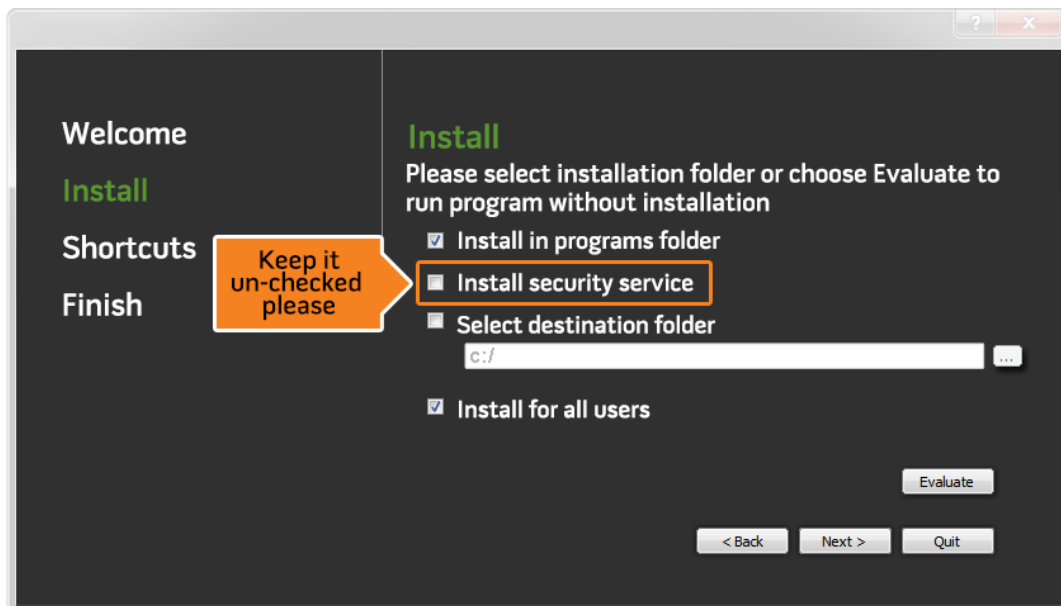 ?
X
Welcome
Install
Shortcuts
Finish
Keep it
un-checked
please
Install
Please select installation folder or choose Evaluate to
run program without installation
Install in programs folder
Install security service
Select destination folder
c:/
...
Install for all users
Evaluate
< Back
Next >
Quit